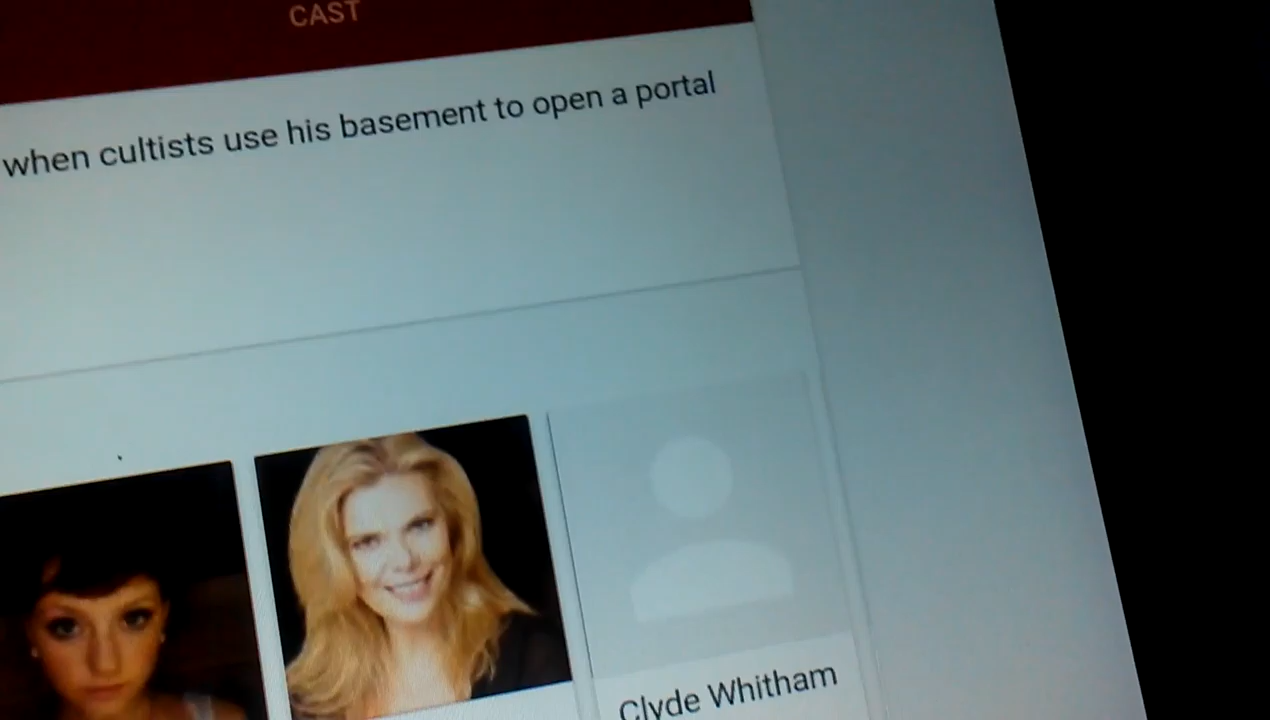 CAST
when cultists use his basement to open a portal
Clyde Whitham